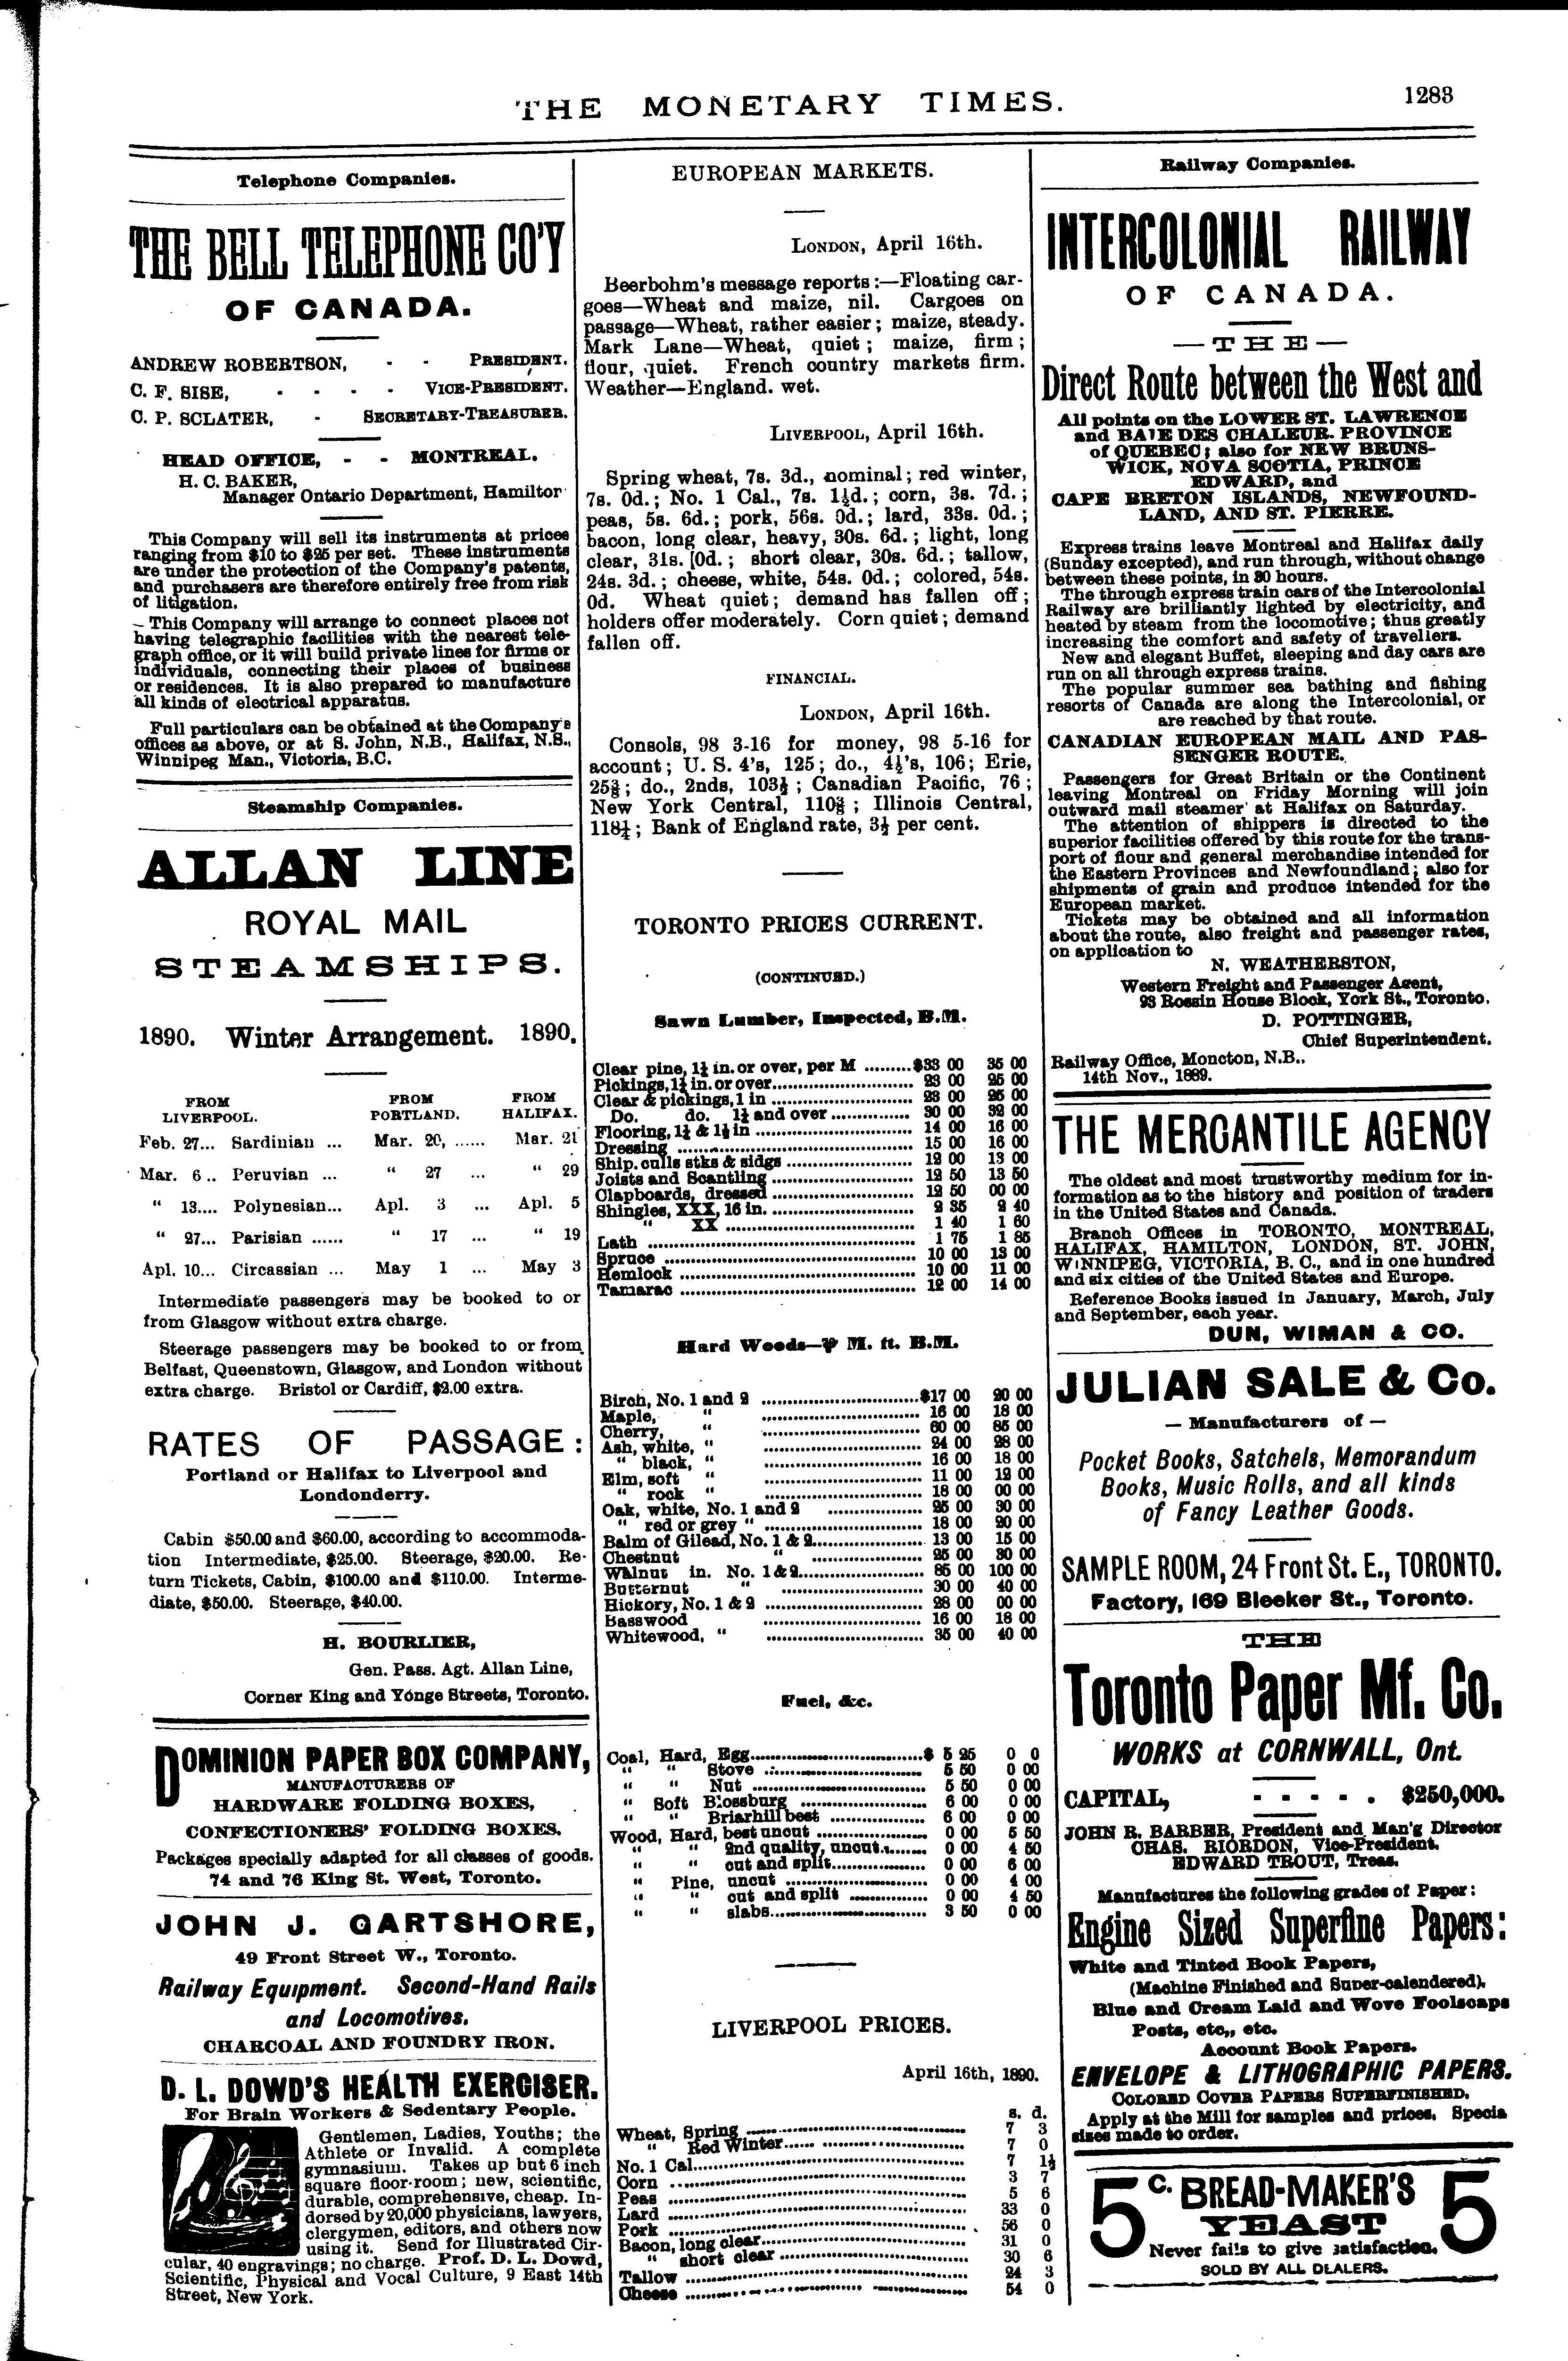 THE MONETARY TIMES.
1283
Telephone Companies.
THE BELL TELEPHONE CO'Y
OF CANADA.
ANDREW ROBERTSON, - - PRESIDENT.
C. F. SISE, - - - - VICE-PRESIDENT.
C. P. SCLATER, - SECRETARY-TREASURER.
HEAD OFFICE, - - MONTREAL.
H. C. BAKER,
Manager Ontario Department, Hamilton
This Company will sell its instruments at prices
ranging from $10 to $25 per set. These instruments
are under the protection of the Company's patents,
and purchasers are therefore entirely free from risk
of litigation.
This Company will arrange to connect places not
having telegraphic facilities with the nearest tele-
graph office, or it will build private lines for firms or
individuals, connecting their places of business
or residences. It is also prepared to manufacture
all kinds of electrical apparatus.
Full particulars can be obtained at the Company's
offices as above, or at S. John, N.B., Halifax, N.S.,
Winnipeg Man., Victoria, B.C.
Steamship Companies.
ALLAN LINE
ROYAL MAIL
STEAMSHIPS.
1890. Winter Arrangement. 1890.
FROM FROM FROM
LIVERPOOL. PORTLAND. HALIFAX.
Feb. 27... Sardinian ... Mar. 20, ...... Mar. 21
Mar. 6 .. Peruvian ... " 27 ... " 29
" 13.... Polynesian... Apl. 3 ... Apl. 5
" 27... Parisian ...... " 17 ... " 19
Apl. 10... Circassian ... May 1 ... May 3
Intermediate passengers may be booked to or
from Glasgow without extra charge.
Steerage passengers may be booked to or from
Belfast, Queenstown, Glasgow, and London without
extra charge. Bristol or Cardiff, $2.00 extra.
RATES OF PASSAGE:
Portland or Halifax to Liverpool and
Londonderry.
Cabin $50.00 and $60.00, according to accommoda-
tion Intermediate, $25.00. Steerage, $20.00. Re-
turn Tickets, Cabin, $100.00 and $110.00. Interme-
diate, $50.00. Steerage, $40.00.
H. BOURLIER,
Gen. Pass. Agt. Allan Line,
Corner King and Yonge Streets, Toronto.
DOMINION PAPER BOX COMPANY,
MANUFACTURERS OF
HARDWARE FOLDING BOXES,
CONFECTIONERS' FOLDING BOXES.
Packages specially adapted for all classes of goods.
74 and 76 King St. West, Toronto.
JOHN J. GARTSHORE,
49 Front Street W., Toronto.
Railway Equipment. Second-Hand Rails
and Locomotives.
CHARCOAL AND FOUNDRY IRON.
D. L. DOWD'S HEALTH EXERCISER.
For Brain Workers & Sedentary People.
Gentlemen, Ladies, Youths; the
Athlete or Invalid. A complete
gymnasium. Takes up but 6 inch
square floor-room; new, scientific,
durable, comprehensive, cheap. In-
dorsed by 20,000 physicians, lawyers,
clergymen, editors, and others now
using it. Send for Illustrated Cir-
cular, 40 engravings; no charge. Prof. D. L. Dowd,
Scientific, Physical and Vocal Culture, 9 East 14th
Street, New York.
EUROPEAN MARKETS.
LONDON, April 16th.
Beerbohm's message reports:—Floating car-
goes—Wheat and maize, nil. Cargoes on
passage—Wheat, rather easier; maize, steady.
Mark Lane—Wheat, quiet; maize, firm;
flour, quiet. French country markets firm.
Weather—England. wet.
LIVERPOOL, April 16th.
Spring wheat, 7s. 3d., nominal; red winter,
7s. 0d.; No. 1 Cal., 7s. 1½d.; corn, 3s. 7d.;
peas, 5s. 6d.; pork, 56s. 0d.; lard, 33s. 0d.;
bacon, long clear, heavy, 30s. 6d.; light, long
clear, 31s. [0d.; short clear, 30s. 6d.; tallow,
24s. 3d.; cheese, white, 54s. 0d.; colored, 54s.
0d. Wheat quiet; demand has fallen off;
holders offer moderately. Corn quiet; demand
fallen off.
FINANCIAL.
LONDON, April 16th.
Consols, 98 3-16 for money, 98 5-16 for
account; U. S. 4's, 125; do., 4½'s, 106; Erie,
25⅜; do., 2nds, 103½; Canadian Pacific, 76;
New York Central, 110⅜; Illinois Central,
118¼; Bank of England rate, 3½ per cent.
TORONTO PRICES CURRENT.
(CONTINUED.)
Sawn Lumber, Inspected, B.M.
Clear pine, 1¼ in. or over, per M ......... $33 00 35 00
Pickings, 1¼ in. or over .......... 23 00 25 00
Clear & pickings, 1 in .......... 23 00 25 00
Do. do. 1¼ and over .......... 30 00 32 00
Flooring, 1¼ & 1½ in .......... 14 00 16 00
Dressing .......... 15 00 16 00
Ship. culls stks & sidgs .......... 12 00 13 00
Joists and Scantling .......... 12 50 13 50
Clapboards, dressed .......... 12 50 00 00
Shingles, XXX, 16 in. .......... 2 35 2 40
" XX .......... 1 40 1 60
Lath .......... 1 75 1 85
Spruce .......... 10 00 13 00
Hemlock .......... 10 00 11 00
Tamarac .......... 12 00 14 00
Hard Woods—⅌ M. ft. B.M.
Birch, No. 1 and 2 .......... $17 00 20 00
Maple, " .......... 16 00 18 00
Cherry, " .......... 60 00 85 00
Ash, white, " .......... 24 00 28 00
" black, " .......... 16 00 18 00
Elm, soft " .......... 11 00 12 00
" rock " .......... 18 00 00 00
Oak, white, No. 1 and 2 .......... 25 00 30 00
" red or grey " .......... 18 00 20 00
Balm of Gilead, No. 1 & 2 .......... 13 00 15 00
Chestnut " .......... 25 00 30 00
Walnut in. No. 1 & 2 .......... 85 00 100 00
Butternut " .......... 30 00 40 00
Hickory, No. 1 & 2 .......... 28 00 00 00
Basswood .......... 16 00 18 00
Whitewood, " .......... 35 00 40 00
Fuel, &c.
Coal, Hard, Egg .......... $ 5 25 0 0
" " Stove .......... 5 50 0 00
" " Nut .......... 5 50 0 00
" Soft Blossburg .......... 6 00 0 00
" " Briarhill best .......... 6 00 0 00
Wood, Hard, best uncut .......... 0 00 5 50
" " 2nd quality, uncut .......... 0 00 4 50
" " cut and split .......... 0 00 6 00
" Pine, uncut .......... 0 00 4 00
" " cut and split .......... 0 00 4 50
" " slabs .......... 3 50 0 00
LIVERPOOL PRICES.
April 16th, 1890.
s. d.
Wheat, Spring .......... 7 3
" Red Winter .......... 7 0
No. 1 Cal .......... 7 1½
Corn .......... 3 7
Peas .......... 5 6
Lard .......... 33 0
Pork .......... 56 0
Bacon, long clear .......... 31 0
" short clear .......... 30 6
Tallow .......... 24 3
Cheese .......... 54 0
Railway Companies.
INTERCOLONIAL RAILWAY
OF CANADA.
— THE —
Direct Route between the West and
All points on the LOWER ST. LAWRENCE
and BAIE DES CHALEUR. PROVINCE
of QUEBEC; also for NEW BRUNS-
WICK, NOVA SCOTIA, PRINCE
EDWARD, and
CAPE BRETON ISLANDS, NEWFOUND-
LAND, AND ST. PIERRE.
Express trains leave Montreal and Halifax daily
(Sunday excepted), and run through, without change
between these points, in 30 hours.
The through express train cars of the Intercolonial
Railway are brilliantly lighted by electricity, and
heated by steam from the locomotive; thus greatly
increasing the comfort and safety of travellers.
New and elegant Buffet, sleeping and day cars are
run on all through express trains.
The popular summer sea bathing and fishing
resorts of Canada are along the Intercolonial, or
are reached by that route.
CANADIAN EUROPEAN MAIL AND PAS-
SENGER ROUTE.
Passengers for Great Britain or the Continent
leaving Montreal on Friday Morning will join
outward mail steamer at Halifax on Saturday.
The attention of shippers is directed to the
superior facilities offered by this route for the trans-
port of flour and general merchandise intended for
the Eastern Provinces and Newfoundland; also for
shipments of grain and produce intended for the
European market.
Tickets may be obtained and all information
about the route, also freight and passenger rates,
on application to
N. WEATHERSTON,
Western Freight and Passenger Agent,
93 Rossin House Block, York St., Toronto.
D. POTTINGER,
Chief Superintendent.
Railway Office, Moncton, N.B.,
14th Nov., 1889.
THE MERCANTILE AGENCY
The oldest and most trustworthy medium for in-
formation as to the history and position of traders
in the United States and Canada.
Branch Offices in TORONTO, MONTREAL,
HALIFAX, HAMILTON, LONDON, ST. JOHN,
WINNIPEG, VICTORIA, B. C., and in one hundred
and six cities of the United States and Europe.
Reference Books issued in January, March, July
and September, each year.
DUN, WIMAN & CO.
JULIAN SALE & Co.
— Manufacturers of —
Pocket Books, Satchels, Memorandum
Books, Music Rolls, and all kinds
of Fancy Leather Goods.
SAMPLE ROOM, 24 Front St. E., TORONTO.
Factory, 169 Bleeker St., Toronto.
THE
Toronto Paper Mf. Co.
WORKS at CORNWALL, Ont.
CAPITAL, - - - - . $250,000.
JOHN R. BARBER, President and Man'g Director
CHAS. RIORDON, Vice-President.
EDWARD TROUT, Treas.
Manufactures the following grades of Paper:
Engine Sized Superfine Papers:
White and Tinted Book Papers,
(Machine Finished and Super-calendered).
Blue and Cream Laid and Wove Foolscaps
Posts, etc., etc.
Account Book Papers.
ENVELOPE & LITHOGRAPHIC PAPERS.
COLORED COVER PAPERS SUPERFINISHED.
Apply at the Mill for samples and prices. Specia
sizes made to order.
5 c. BREAD-MAKER'S 5
YEAST
Never fails to give satisfaction.
SOLD BY ALL DEALERS.